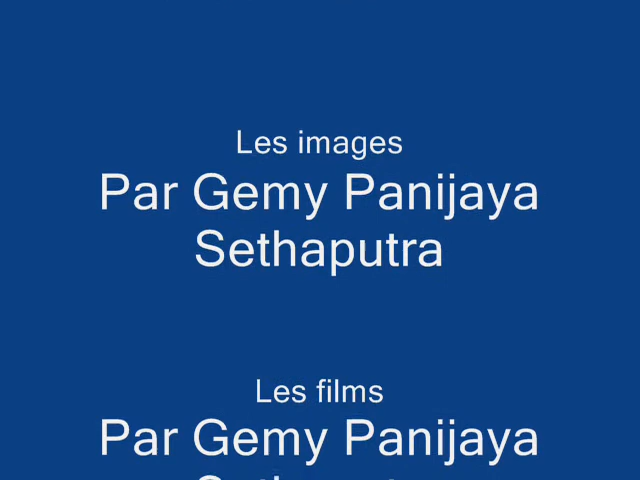 Les images
Par Gemy Panijaya
Sethaputra
Les films
Par Gemy Panijaya